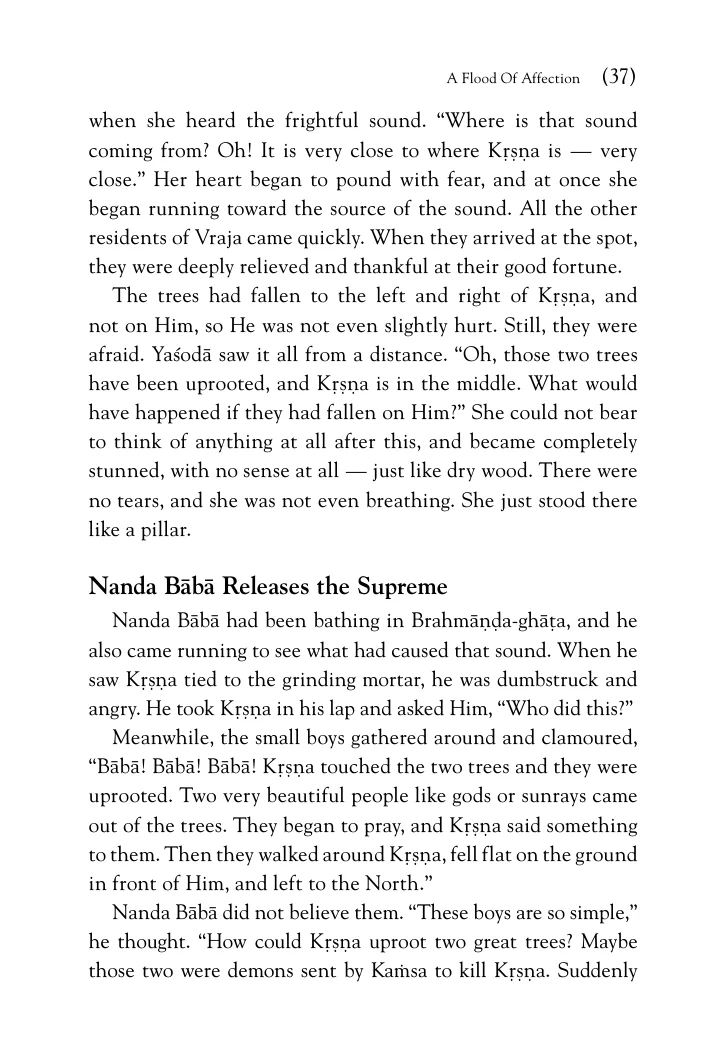 A Flood Of Affection (37)
when she heard the frightful sound. “Where is that sound
coming from? Oh! It is very close to where Kṛṣṇa is — very
close.” Her heart began to pound with fear, and at once she
began running toward the source of the sound. All the other
residents of Vraja came quickly. When they arrived at the spot,
they were deeply relieved and thankful at their good fortune.
The trees had fallen to the left and right of Kṛṣṇa, and
not on Him, so He was not even slightly hurt. Still, they were
afraid. Yaśodā saw it all from a distance. “Oh, those two trees
have been uprooted, and Kṛṣṇa is in the middle. What would
have happened if they had fallen on Him?” She could not bear
to think of anything at all after this, and became completely
stunned, with no sense at all — just like dry wood. There were
no tears, and she was not even breathing. She just stood there
like a pillar.
Nanda Bābā Releases the Supreme
Nanda Bābā had been bathing in Brahmāṇḍa-ghāṭa, and he
also came running to see what had caused that sound. When he
saw Kṛṣṇa tied to the grinding mortar, he was dumbstruck and
angry. He took Kṛṣṇa in his lap and asked Him, “Who did this?”
Meanwhile, the small boys gathered around and clamoured,
“Bābā! Bābā! Bābā! Kṛṣṇa touched the two trees and they were
uprooted. Two very beautiful people like gods or sunrays came
out of the trees. They began to pray, and Kṛṣṇa said something
to them. Then they walked around Kṛṣṇa, fell flat on the ground
in front of Him, and left to the North.”
Nanda Bābā did not believe them. “These boys are so simple,”
he thought. “How could Kṛṣṇa uproot two great trees? Maybe
those two were demons sent by Kaṁsa to kill Kṛṣṇa. Suddenly